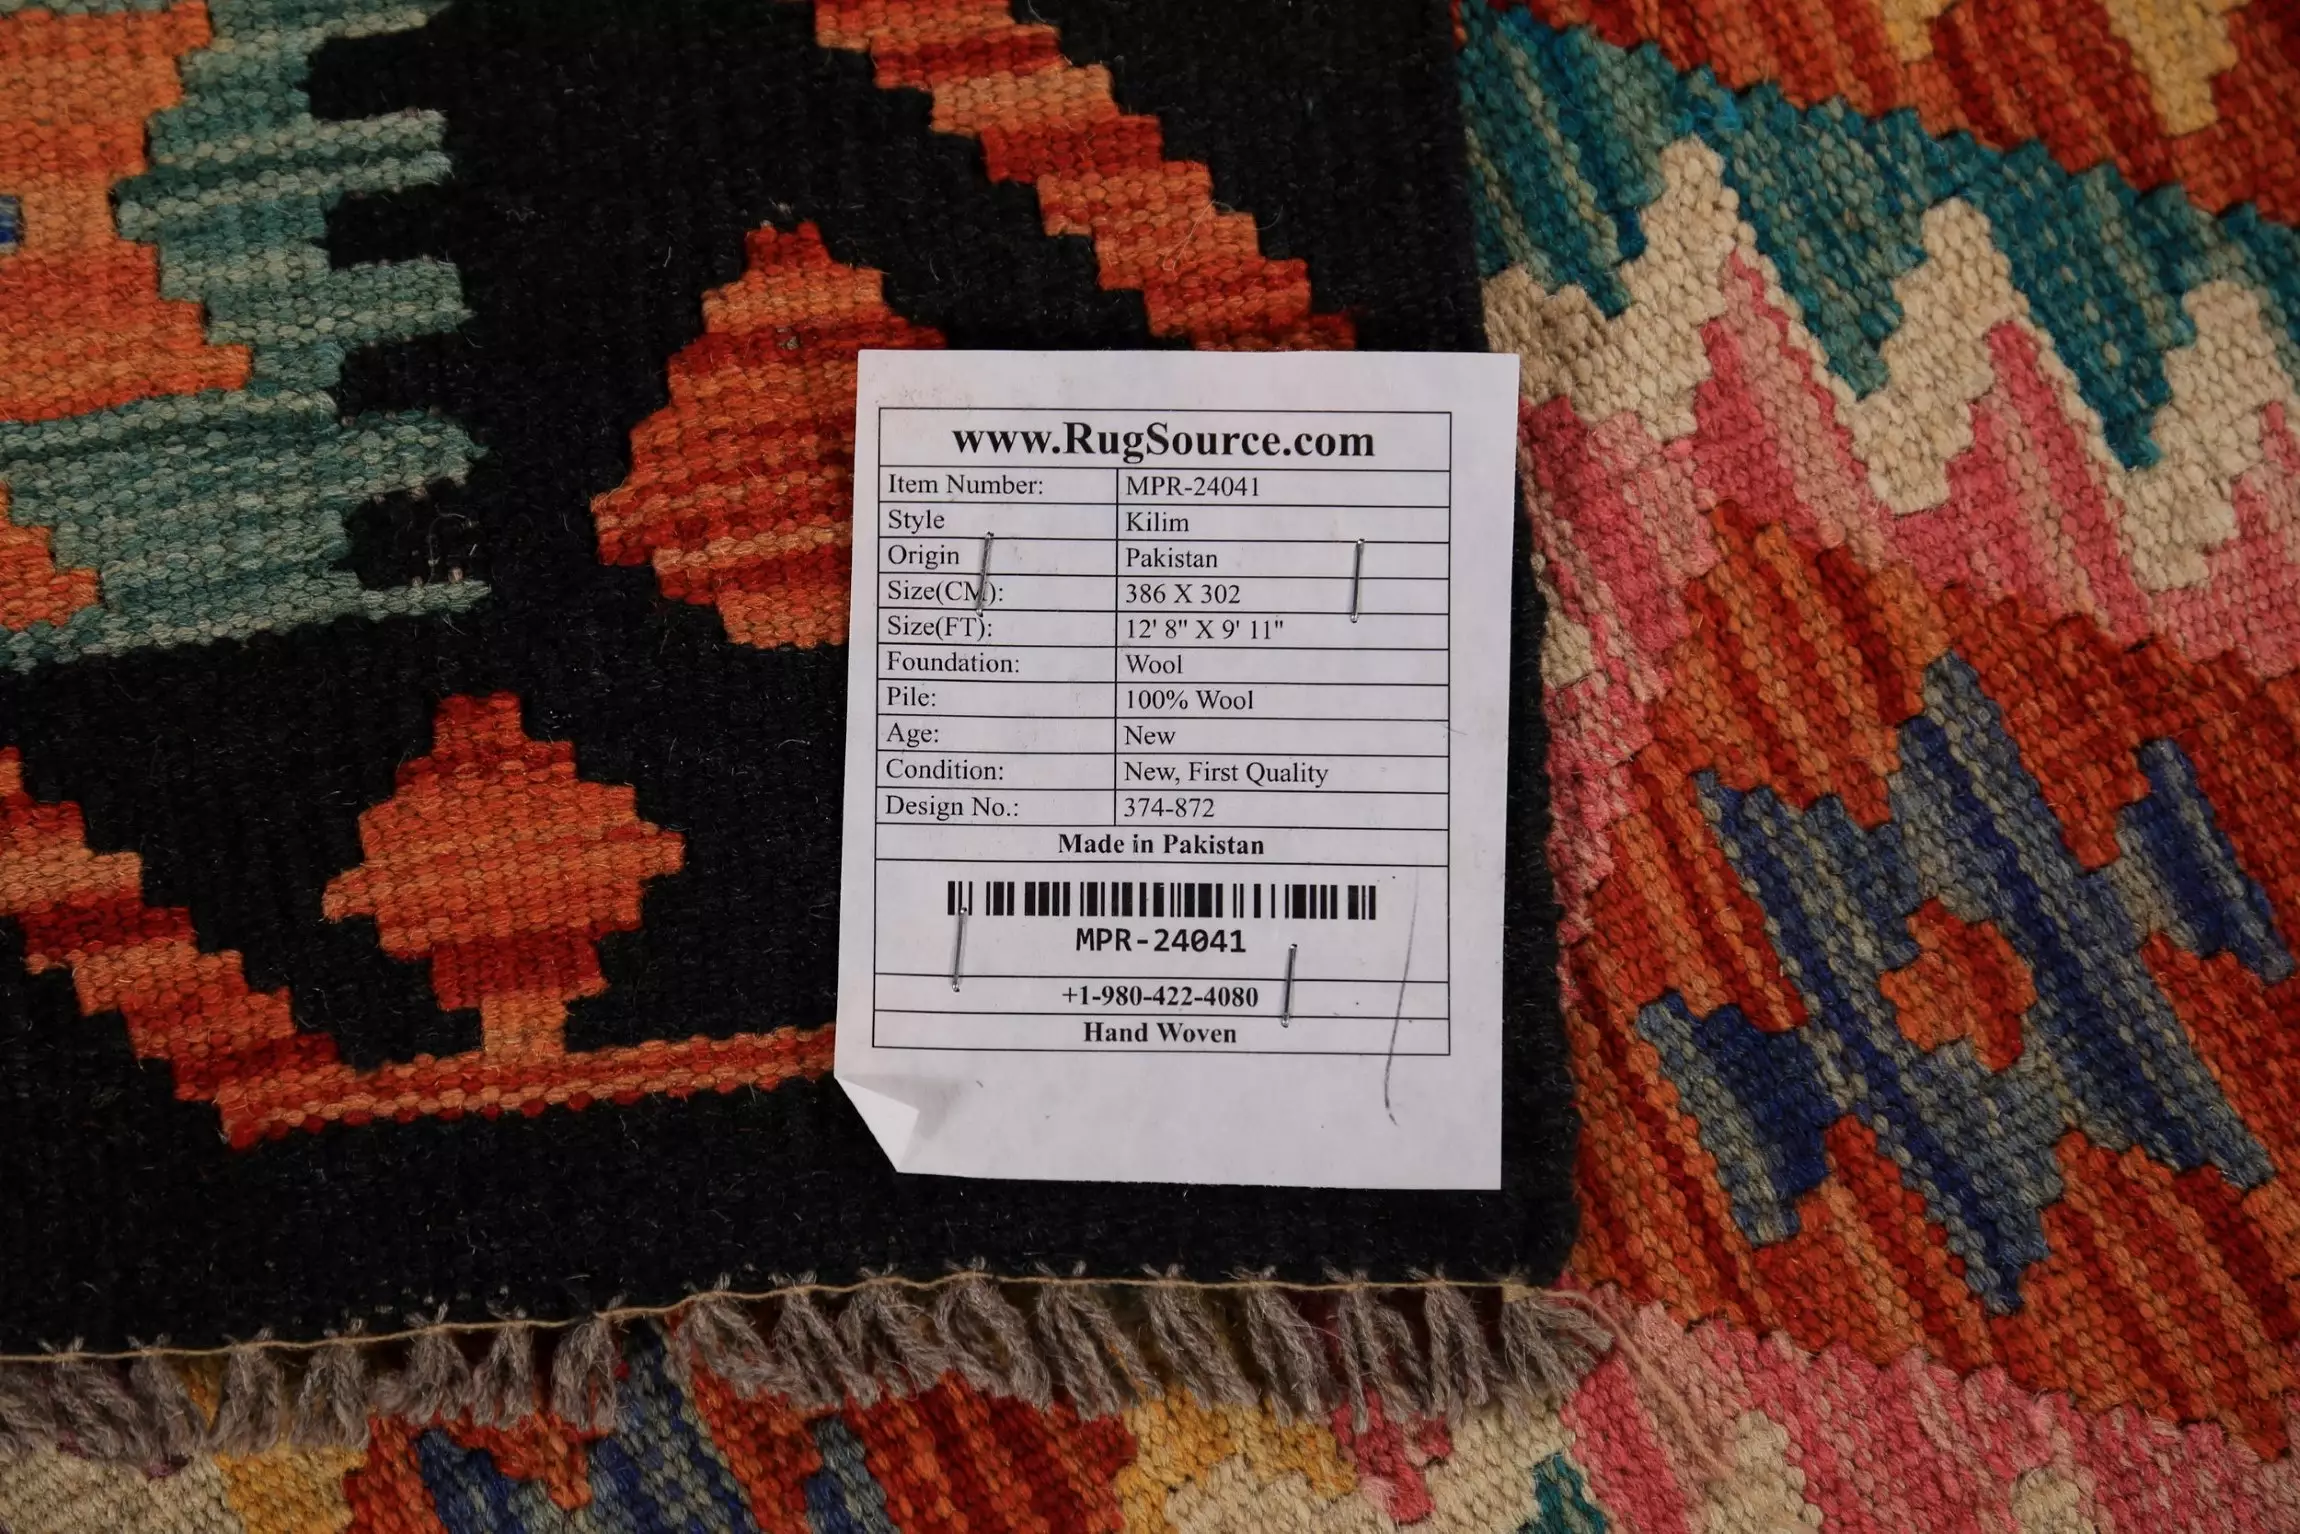 www.RugSource.com
Item Number: MPR-24041
Style Kilim
Origin Pakistan
Size(CM): 386 X 302
Size(FT): 12' 8" X 9' 11"
Foundation: Wool
Pile: 100% Wool
Age: New
Condition: New, First Quality
Design No.: 374-872
Made in Pakistan
MPR-24041
+1-980-422-4080
Hand Woven